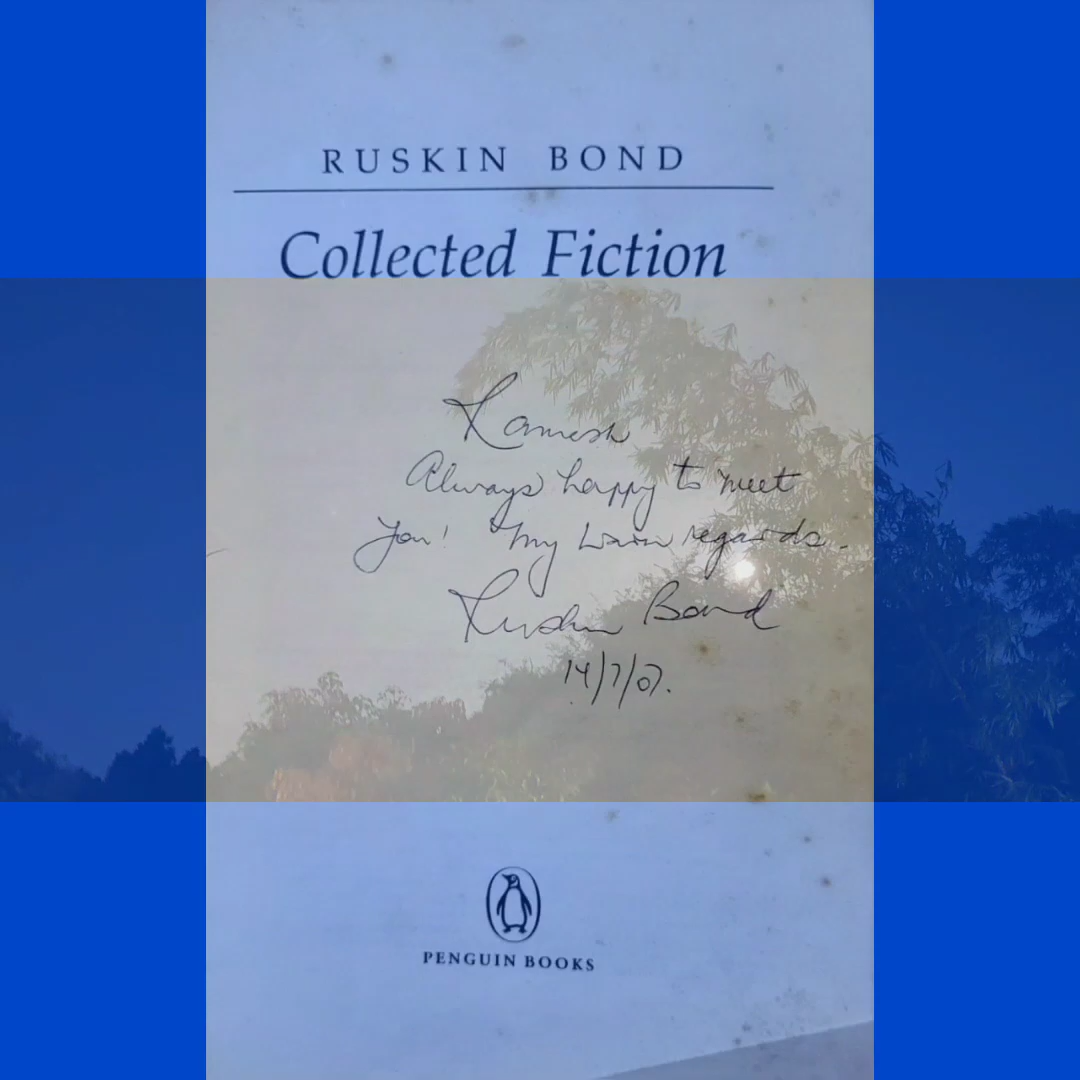 RUSKIN BOND
Collected Fiction
Ramesh
Always happy to meet
you! My warm regards.
Ruskin Bond
14/7/07.
PENGUIN BOOKS